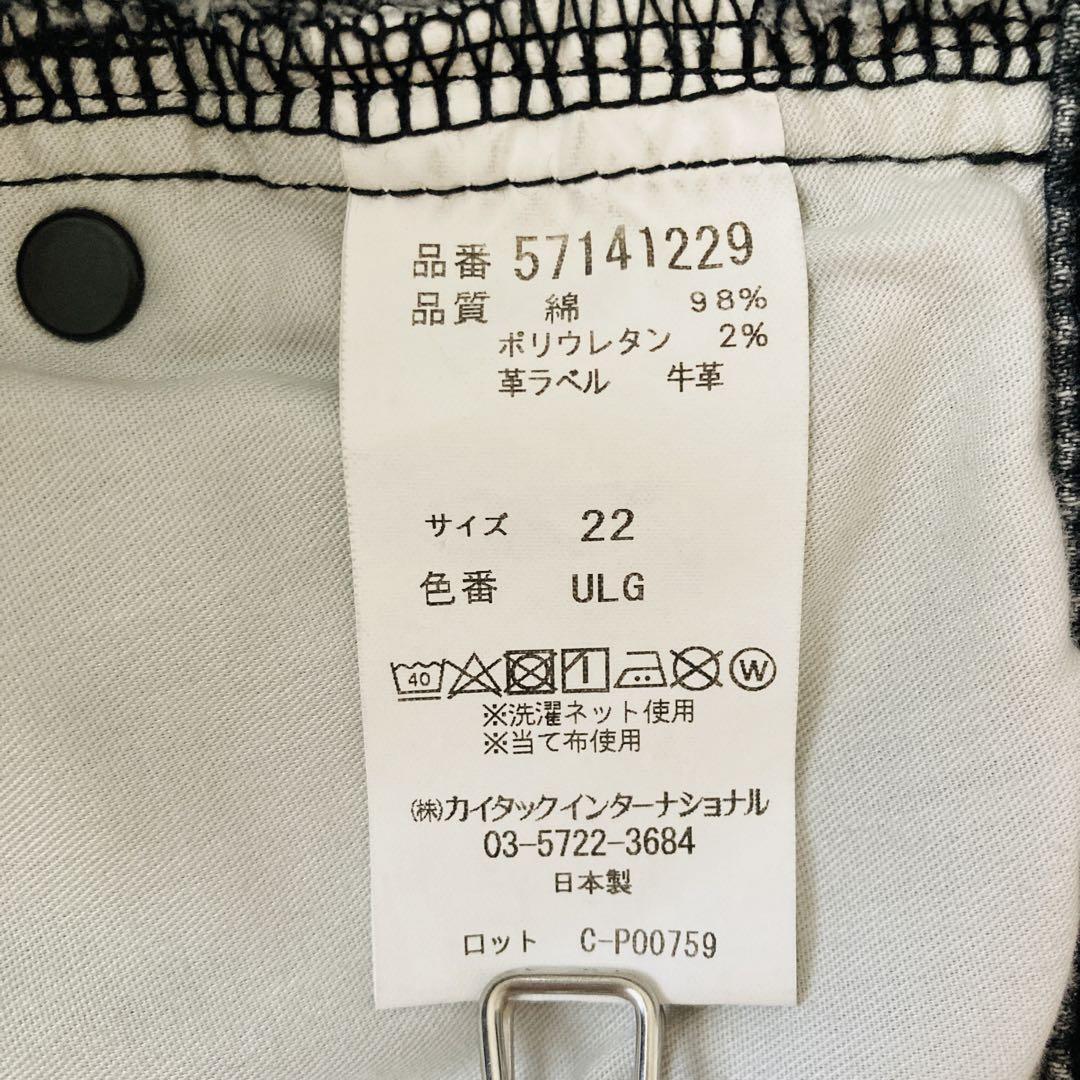 品番 57141229
品質 綿 98%
ポリウレタン 2%
革ラベル 牛革
サイズ 22
色番 ULG
40 W
※洗濯ネット使用
※当て布使用
㈱カイタックインターナショナル
03-5722-3684
日本製
ロット C-P00759